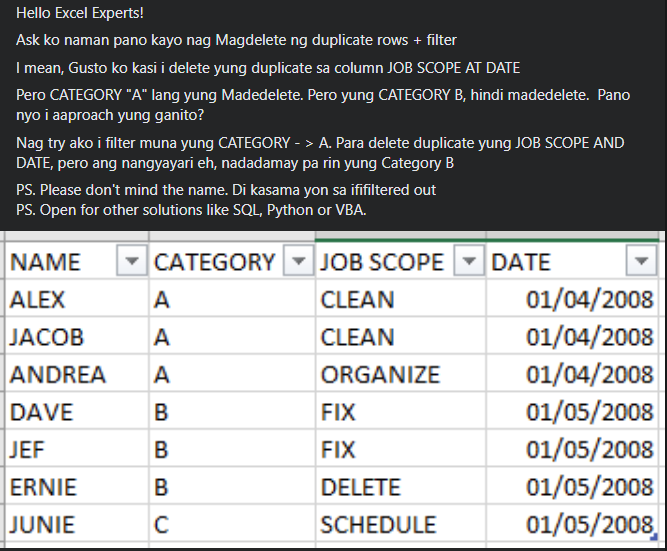 Hello Excel Experts!
Ask ko naman pano kayo nag Magdelete ng duplicate rows + filter
I mean, Gusto ko kasi i delete yung duplicate sa column JOB SCOPE AT DATE
Pero CATEGORY "A" lang yung Madedelete. Pero yung CATEGORY B, hindi madedelete.  Pano
nyo i aaproach yung ganito?
Nag try ako i filter muna yung CATEGORY - > A. Para delete duplicate yung JOB SCOPE AND
DATE, pero ang nangyayari eh, nadadamay pa rin yung Category B
PS. Please don't mind the name. Di kasama yon sa ififiltered out
PS. Open for other solutions like SQL, Python or VBA.
NAME CATEGORY JOB SCOPE DATE
ALEX A CLEAN 01/04/2008
JACOB A CLEAN 01/04/2008
ANDREA A ORGANIZE 01/04/2008
DAVE B FIX 01/05/2008
JEF B FIX 01/05/2008
ERNIE B DELETE 01/05/2008
JUNIE C SCHEDULE 01/05/2008